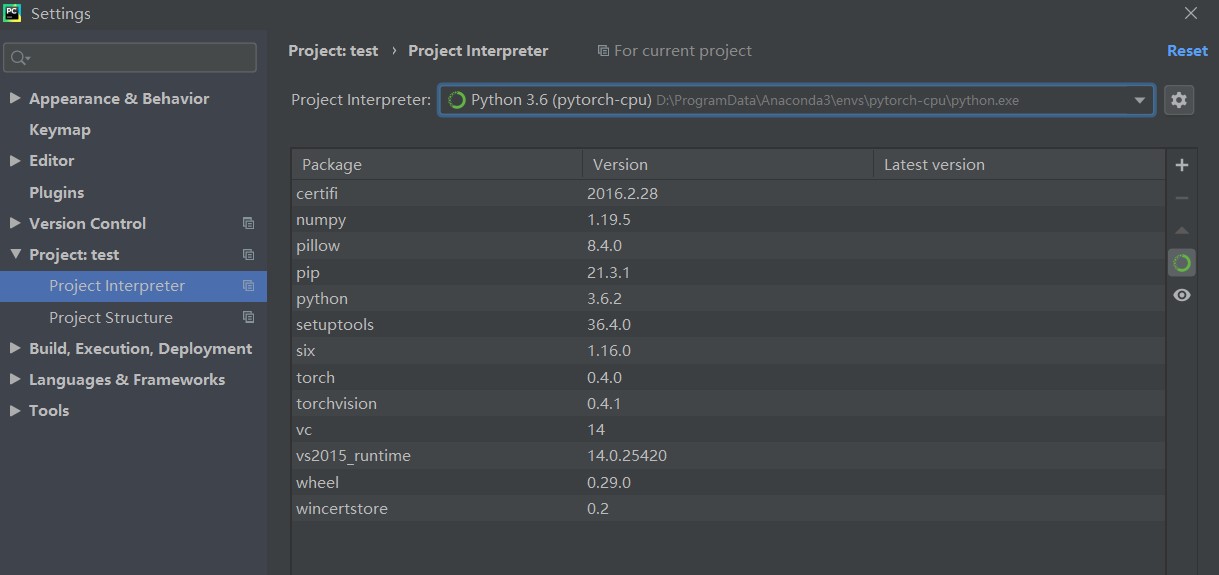 PC Settings
Project: test › Project Interpreter For current project Reset
Project Interpreter: Python 3.6 (pytorch-cpu) D:\ProgramData\Anaconda3\envs\pytorch-cpu\python.exe
Appearance & Behavior
Keymap
Editor
Plugins
Version Control
Project: test
Project Interpreter
Project Structure
Build, Execution, Deployment
Languages & Frameworks
Tools
Package Version Latest version
certifi 2016.2.28
numpy 1.19.5
pillow 8.4.0
pip 21.3.1
python 3.6.2
setuptools 36.4.0
six 1.16.0
torch 0.4.0
torchvision 0.4.1
vc 14
vs2015_runtime 14.0.25420
wheel 0.29.0
wincertstore 0.2